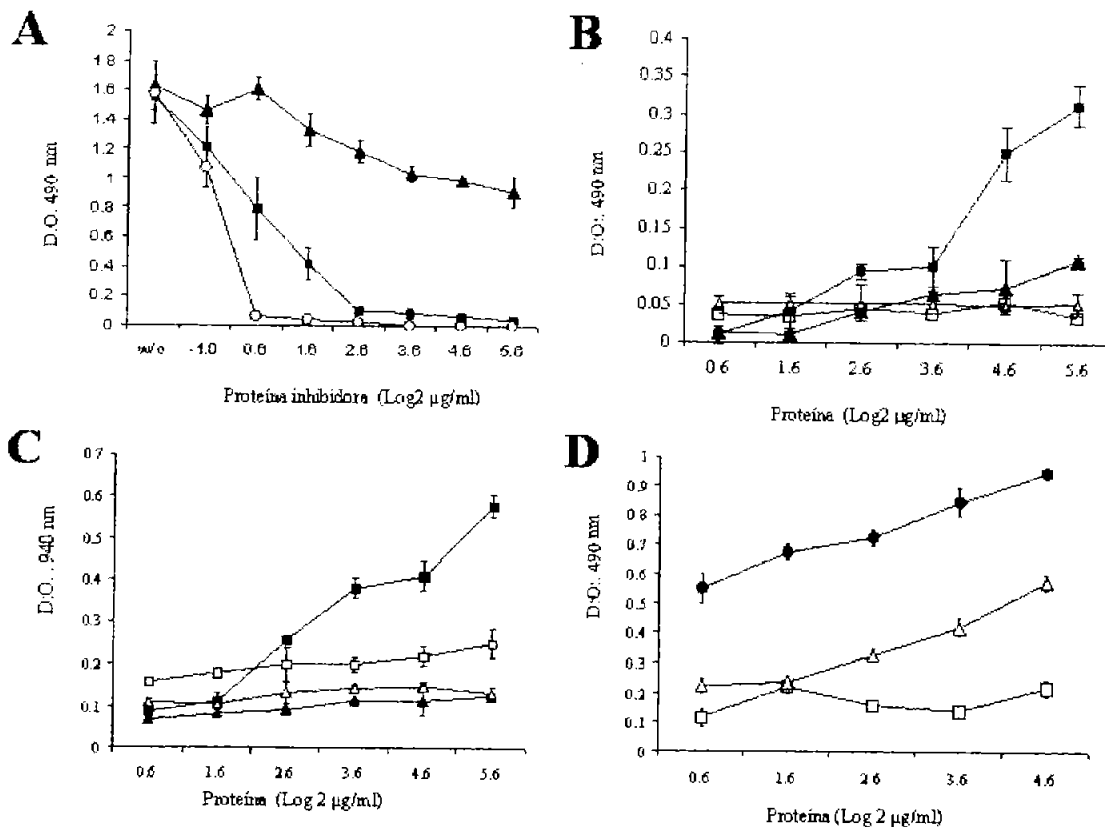 A
2
1.8
1.6
1.4
1.2
1
0.8
0.6
0.4
0.2
0
D.O. 490 nm
w/o -1.0 0.6 1.6 2.6 3.6 4.6 5.6
Proteína inhibidora (Log2 µg/ml)
B
0.4
0.35
0.3
0.25
0.2
0.15
0.1
0.05
0
D:O:. 490 nm
0.6 1.6 2.6 3.6 4.6 5.6
Proteína (Log2 µg/ml)
C
0.7
0.6
0.5
0.4
0.3
0.2
0.1
0
D:O:. 940 nm
0.6 1.6 2.6 3.6 4.6 5.6
Proteína (Log 2 µg/ml)
D
1
0.9
0.8
0.7
0.6
0.5
0.4
0.3
0.2
0.1
0
D:O:. 490 nm
0.6 1.6 2.6 3.6 4.6
Proteína (Log 2 µg/ml)